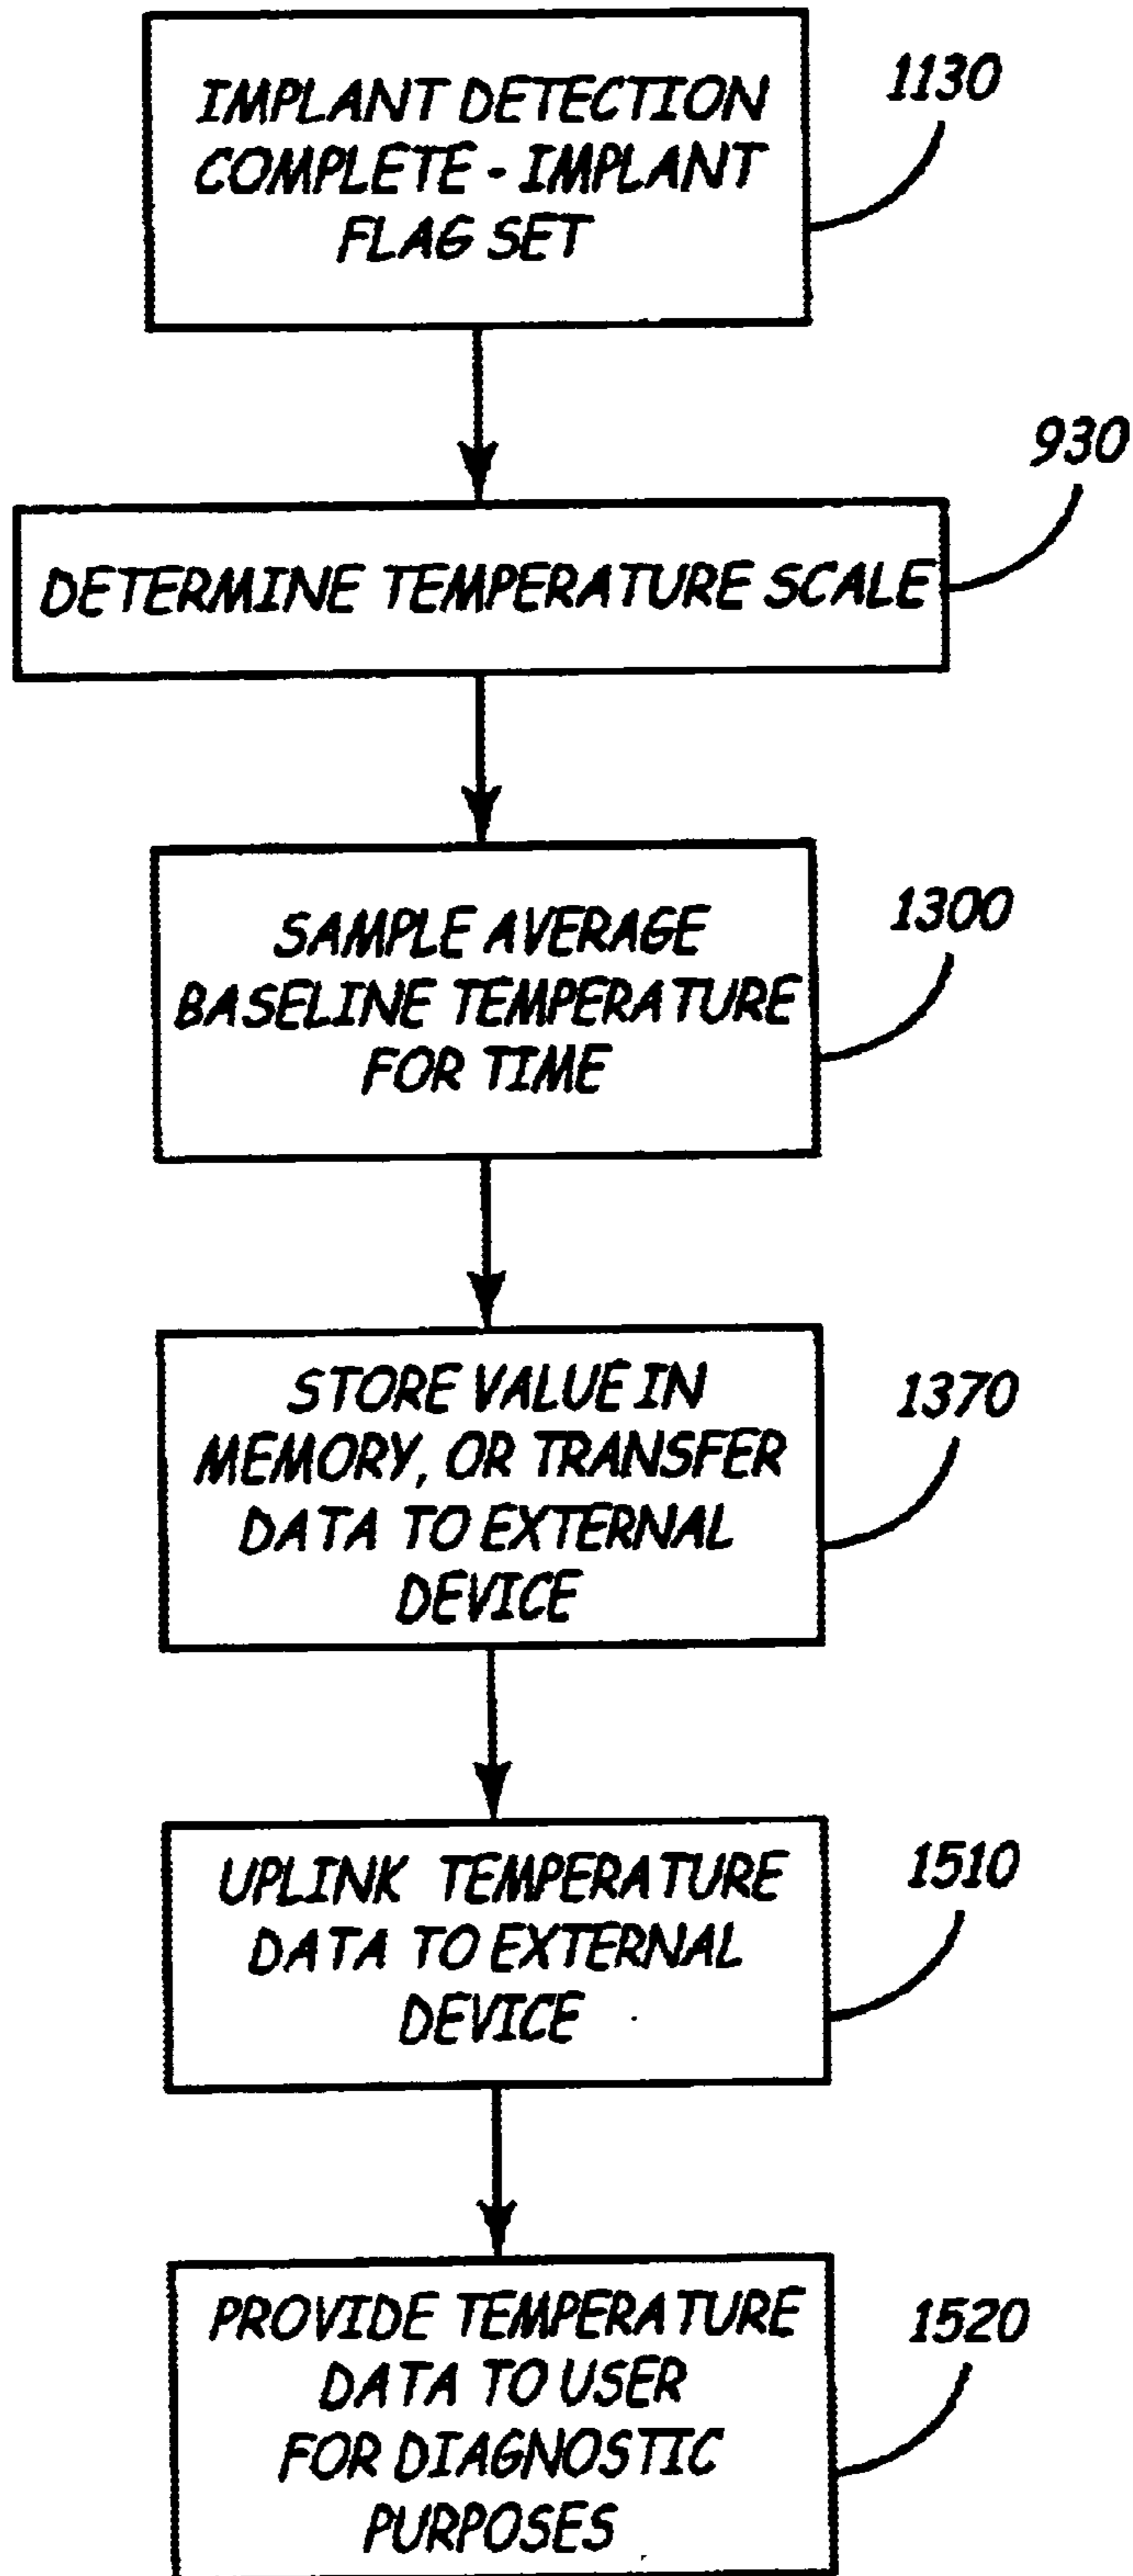 IMPLANT DETECTION
COMPLETE - IMPLANT
FLAG SET
1130
930
DETERMINE TEMPERATURE SCALE
SAMPLE AVERAGE
BASELINE TEMPERATURE
FOR TIME
1300
STORE VALUE IN
MEMORY, OR TRANSFER
DATA TO EXTERNAL
DEVICE
1370
UPLINK TEMPERATURE
DATA TO EXTERNAL
DEVICE
1510
PROVIDE TEMPERATURE
DATA TO USER
FOR DIAGNOSTIC
PURPOSES
1520